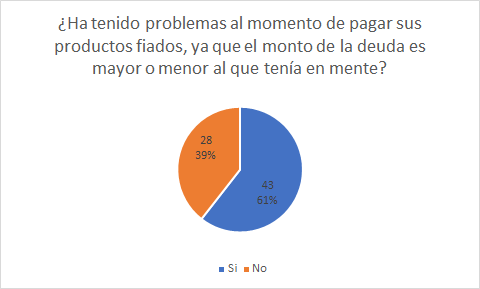 ¿Ha tenido problemas al momento de pagar sus
productos fiados, ya que el monto de la deuda es
mayor o menor al que tenía en mente?
28
39%
43
61%
Si No